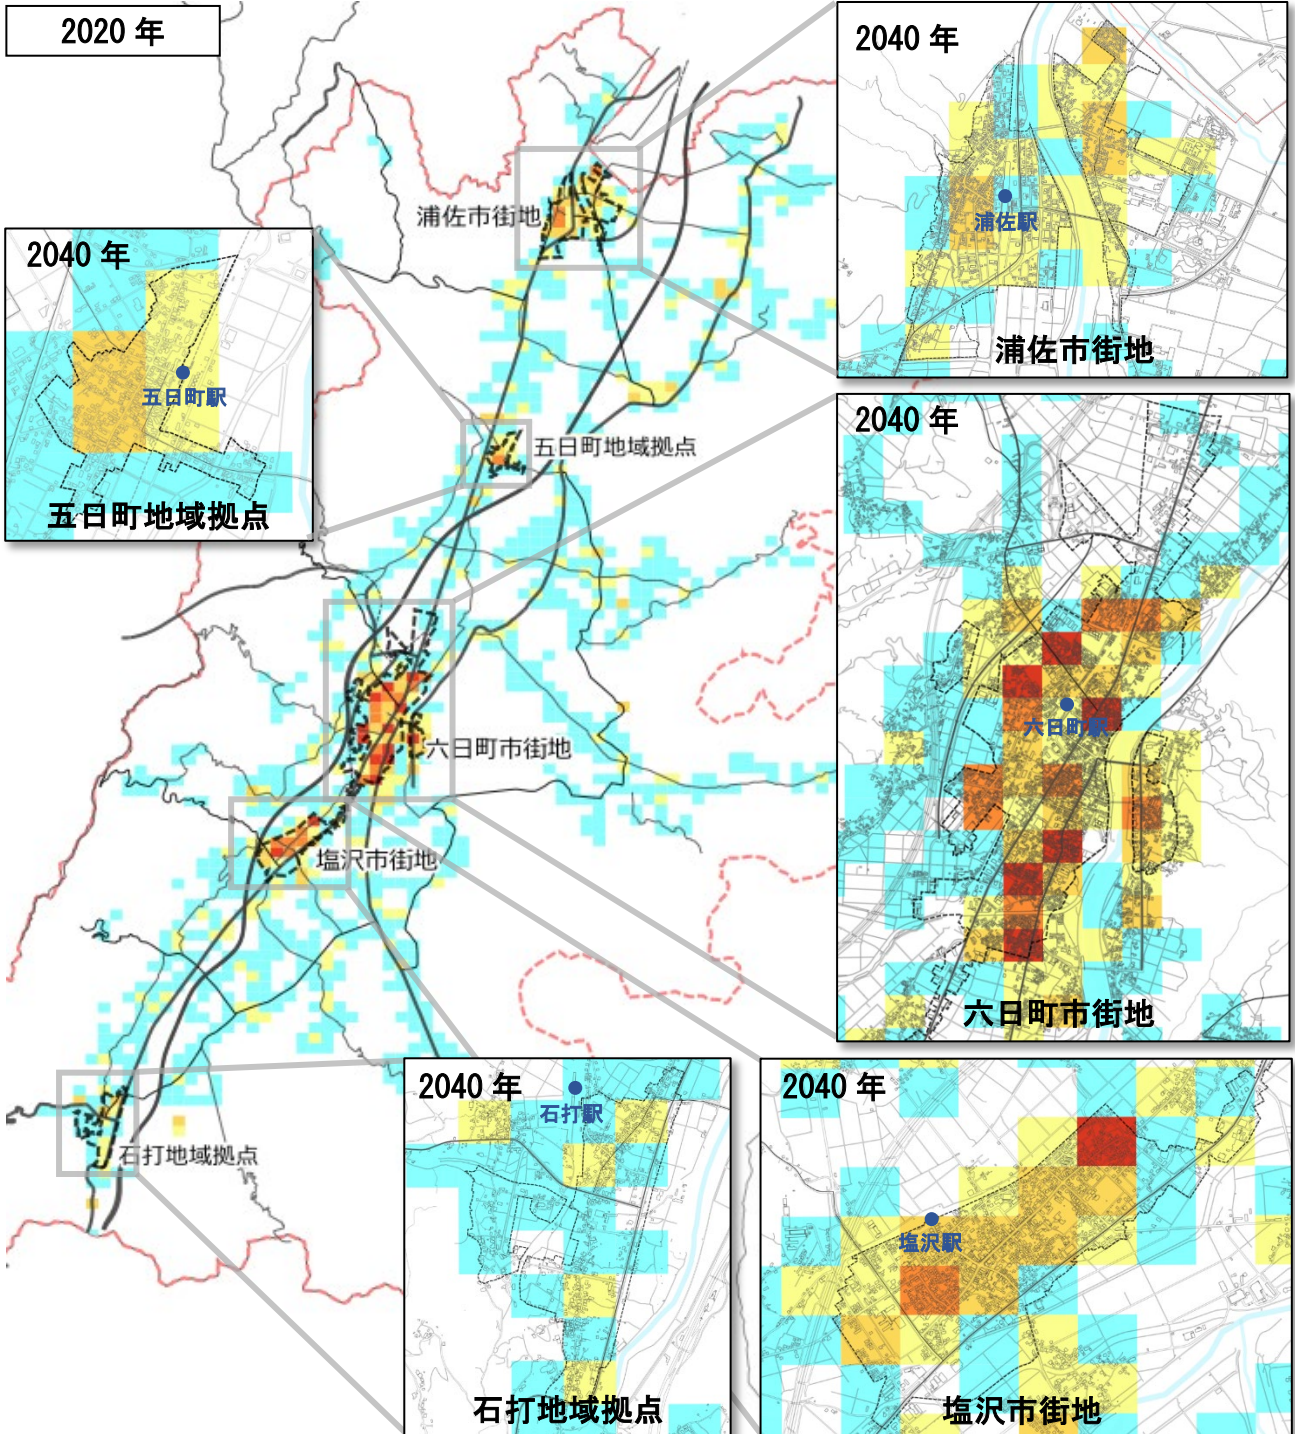 2020 年
2040 年
浦佐駅
浦佐市街地
浦佐市街地
2040 年
五日町駅
五日町地域拠点
五日町地域拠点
2040 年
六日町駅
六日町市街地
六日町市街地
塩沢市街地
石打地域拠点
2040 年
石打駅
石打地域拠点
2040 年
塩沢駅
塩沢市街地